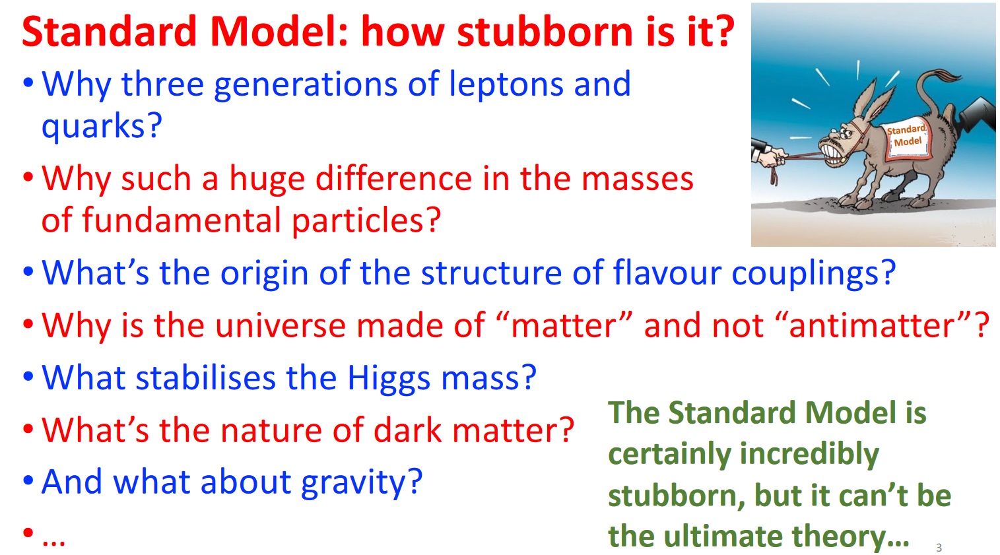 Standard Model: how stubborn is it?
• Why three generations of leptons and
quarks?
• Why such a huge difference in the masses
of fundamental particles?
Standard
Model
• What’s the origin of the structure of flavour couplings?
• Why is the universe made of “matter” and not “antimatter”?
• What stabilises the Higgs mass?
• What’s the nature of dark matter?
• And what about gravity?
• ...
The Standard Model is
certainly incredibly
stubborn, but it can’t be
the ultimate theory...
3